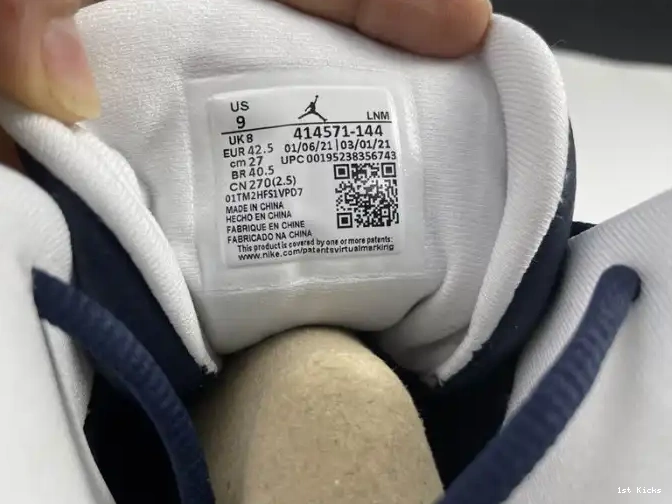 US
9
LNM
UK 8
414571-144
EUR 42.5
01/06/21 | 03/01/21
cm 27
UPC 00195238356743
BR 40.5
CN 270(2.5)
01TM2HFS1VPD7
MADE IN CHINA
HECHO EN CHINA
FABRIQUE EN CHINE
FABRICADO NA CHINA
This product is covered by one or more patents:
www.nike.com/patentsvirtualmarking
1st Kicks